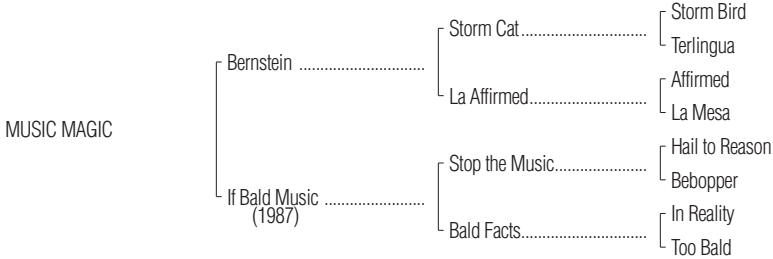 Storm Bird
Storm Cat..............................
Terlingua
Bernstein ..............................
Affirmed
La Affirmed............................
La Mesa
MUSIC MAGIC
Hail to Reason
Stop the Music......................
Bebopper
If Bald Music ........................
(1987)
In Reality
Bald Facts..............................
Too Bald